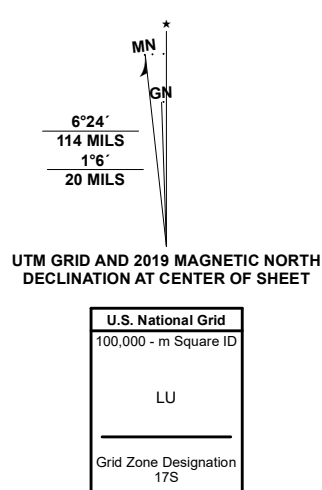 ★
MN
GN
6°24´
114 MILS
1°6´
20 MILS
UTM GRID AND 2019 MAGNETIC NORTH
DECLINATION AT CENTER OF SHEET
U.S. National Grid
100,000 - m Square ID
LU
Grid Zone Designation
17S